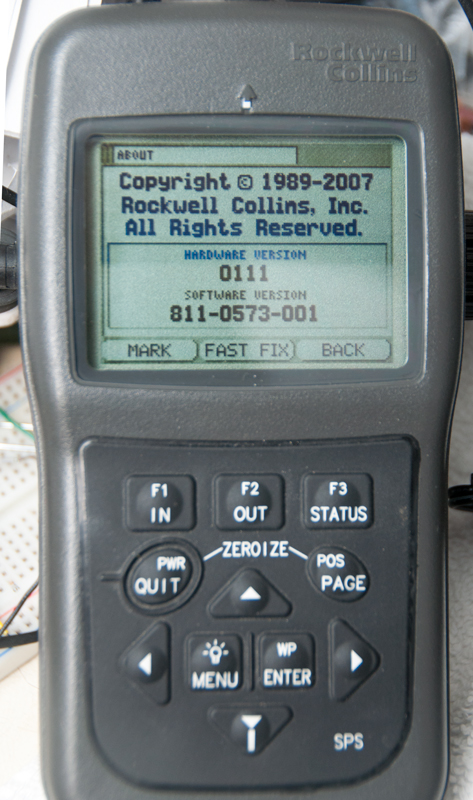 Rockwell
Collins
ABOUT
Copyright © 1989-2007
Rockwell Collins, Inc.
All Rights Reserved.
HARDWARE VERSION
0111
SOFTWARE VERSION
811-0573-001
MARK FAST FIX BACK
F1 F2 F3
IN OUT STATUS
ZEROIZE
PWR POS
QUIT PAGE
WP
MENU ENTER
SPS